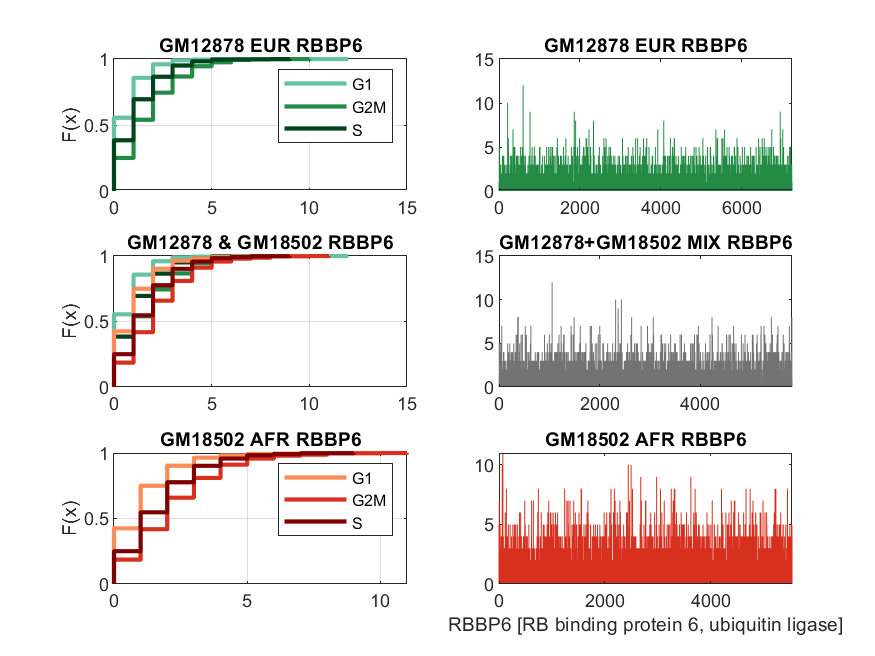 GM12878 EUR RBBP6
F(x)
1
0.5
0
0
5
10
15
G1
G2M
S
GM12878 EUR RBBP6
15
10
5
0
0
2000
4000
6000
GM12878 & GM18502 RBBP6
F(x)
1
0.5
0
0
5
10
15
GM12878+GM18502 MIX RBBP6
15
10
5
0
0
2000
4000
GM18502 AFR RBBP6
F(x)
1
0.5
0
0
5
10
G1
G2M
S
GM18502 AFR RBBP6
10
5
0
0
2000
4000
RBBP6 [RB binding protein 6, ubiquitin ligase]